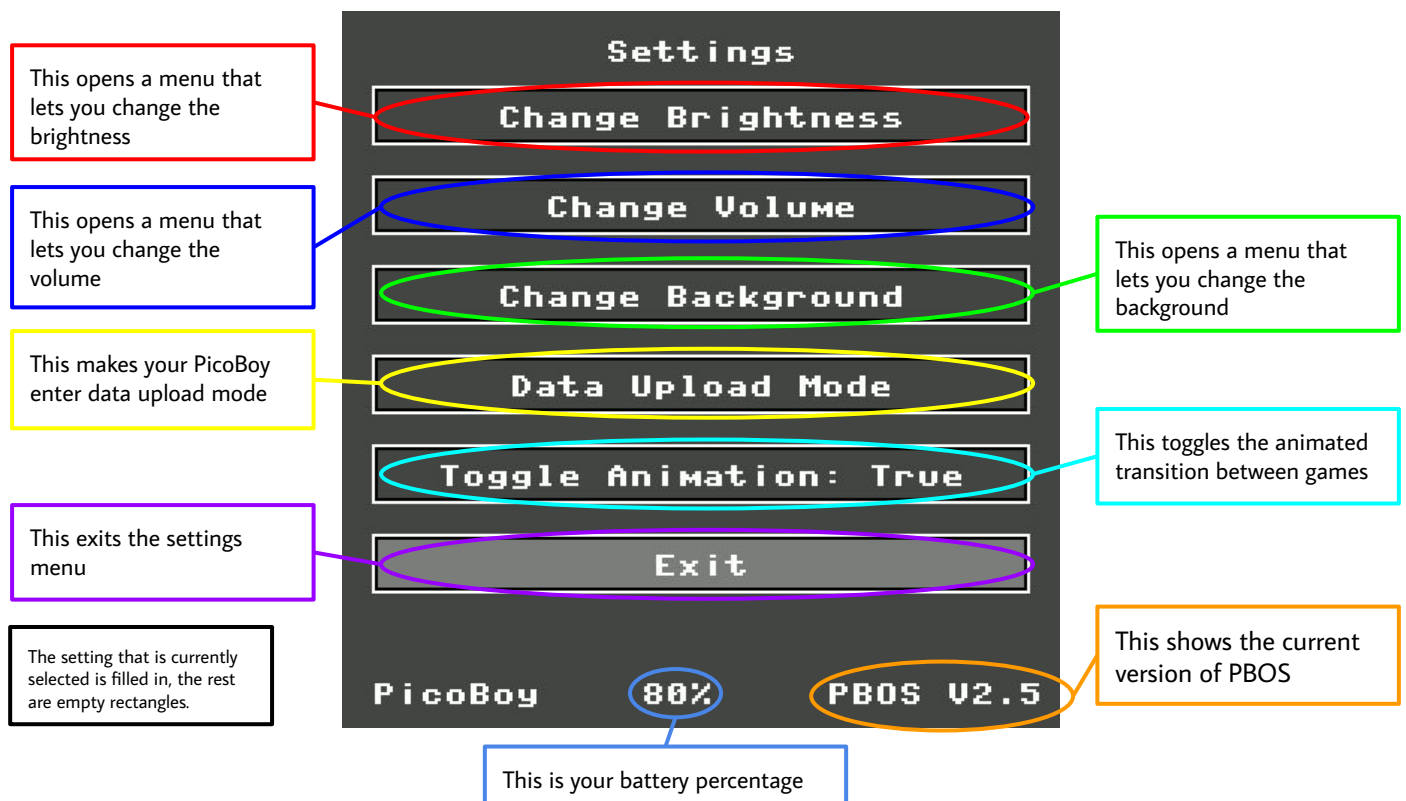 Settings
This opens a menu that
lets you change the
brightness
Change Brightness
This opens a menu that
lets you change the
volume
Change Volume
Change Background
This opens a menu that
lets you change the
background
This makes your PicoBoy
enter data upload mode
Data Upload Mode
Toggle Animation: True
This toggles the animated
transition between games
This exits the settings
menu
Exit
The setting that is currently
selected is filled in, the rest
are empty rectangles.
PicoBoy 80% PBOS V2.5
This shows the current
version of PBOS
This is your battery percentage